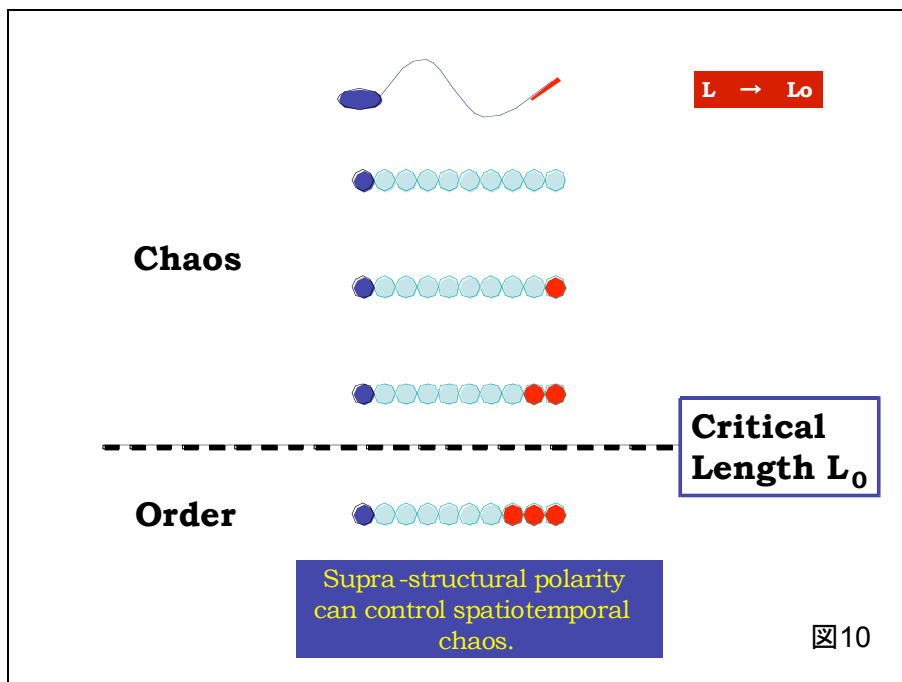 L → Lo
Chaos
Critical
Length L₀
Order
Supra-structural polarity
can control spatiotemporal
chaos.
図10